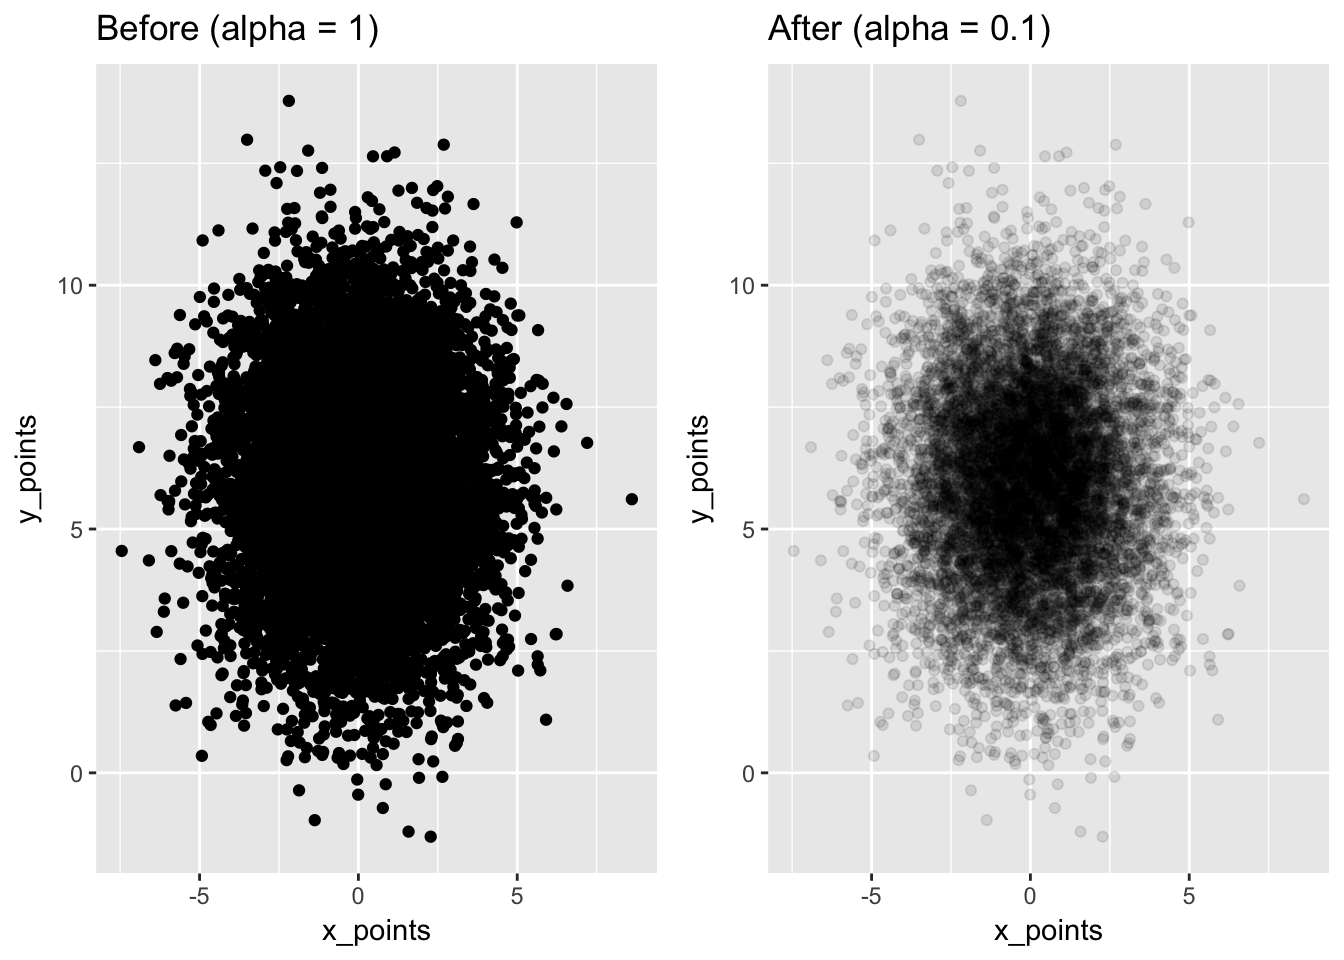 Before (alpha = 1)
y_points
10
5
0
-5
0
5
x_points
After (alpha = 0.1)
y_points
10
5
0
-5
0
5
x_points